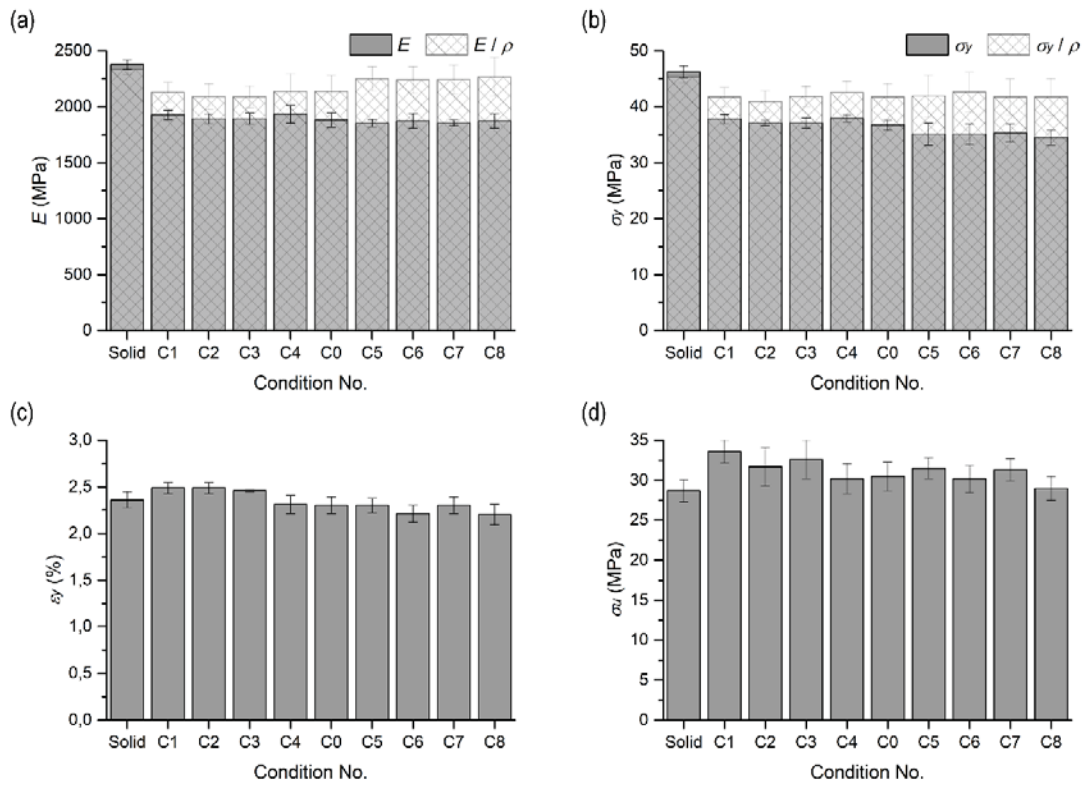 (a)
E E / ρ
2500
2000
1500
1000
500
0
E (MPa)
Solid C1 C2 C3 C4 C0 C5 C6 C7 C8
Condition No.
(b)
σy σy / ρ
50
40
30
20
10
0
σy (MPa)
Solid C1 C2 C3 C4 C0 C5 C6 C7 C8
Condition No.
(c)
3,0
2,5
2,0
1,5
1,0
0,5
0,0
εy (%)
Solid C1 C2 C3 C4 C0 C5 C6 C7 C8
Condition No.
(d)
35
30
25
20
15
10
5
0
σu (MPa)
Solid C1 C2 C3 C4 C0 C5 C6 C7 C8
Condition No.